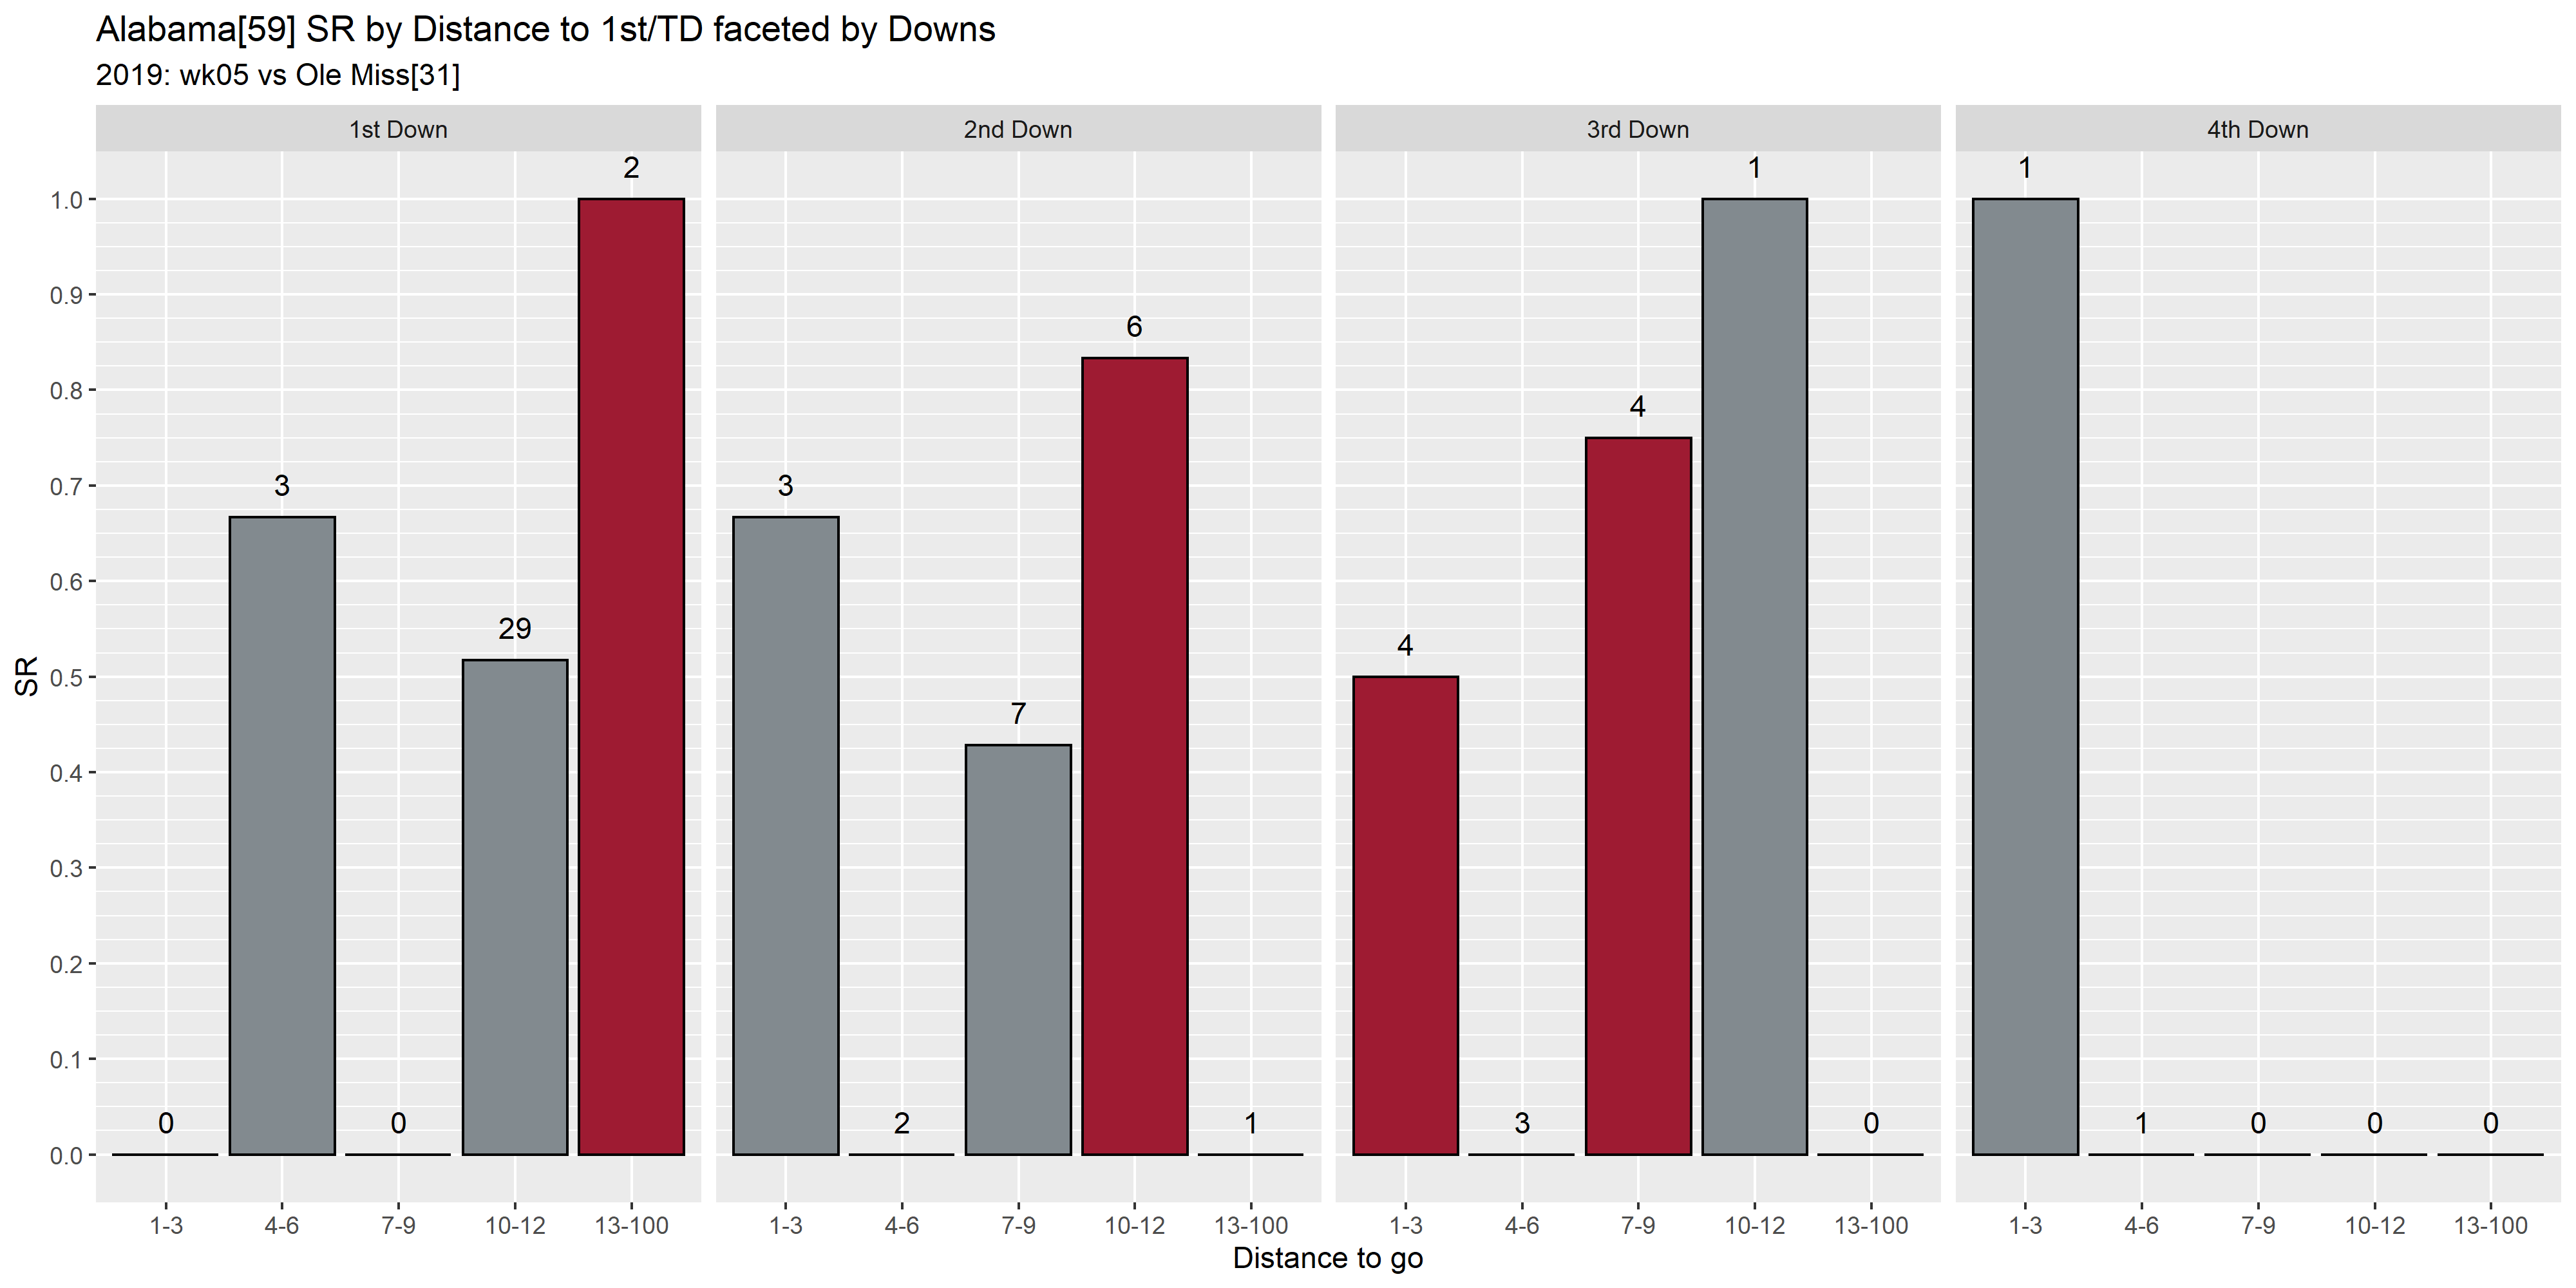 Alabama[59] SR by Distance to 1st/TD faceted by Downs
2019: wk05 vs Ole Miss[31]
1st Down
2nd Down
3rd Down
4th Down
SR
1.0
0.9
0.8
0.7
0.6
0.5
0.4
0.3
0.2
0.1
0.0
0
3
0
29
2
3
2
7
6
1
4
3
4
1
0
1
1
0
0
0
1-3 4-6 7-9 10-12 13-100
1-3 4-6 7-9 10-12 13-100
1-3 4-6 7-9 10-12 13-100
1-3 4-6 7-9 10-12 13-100
Distance to go